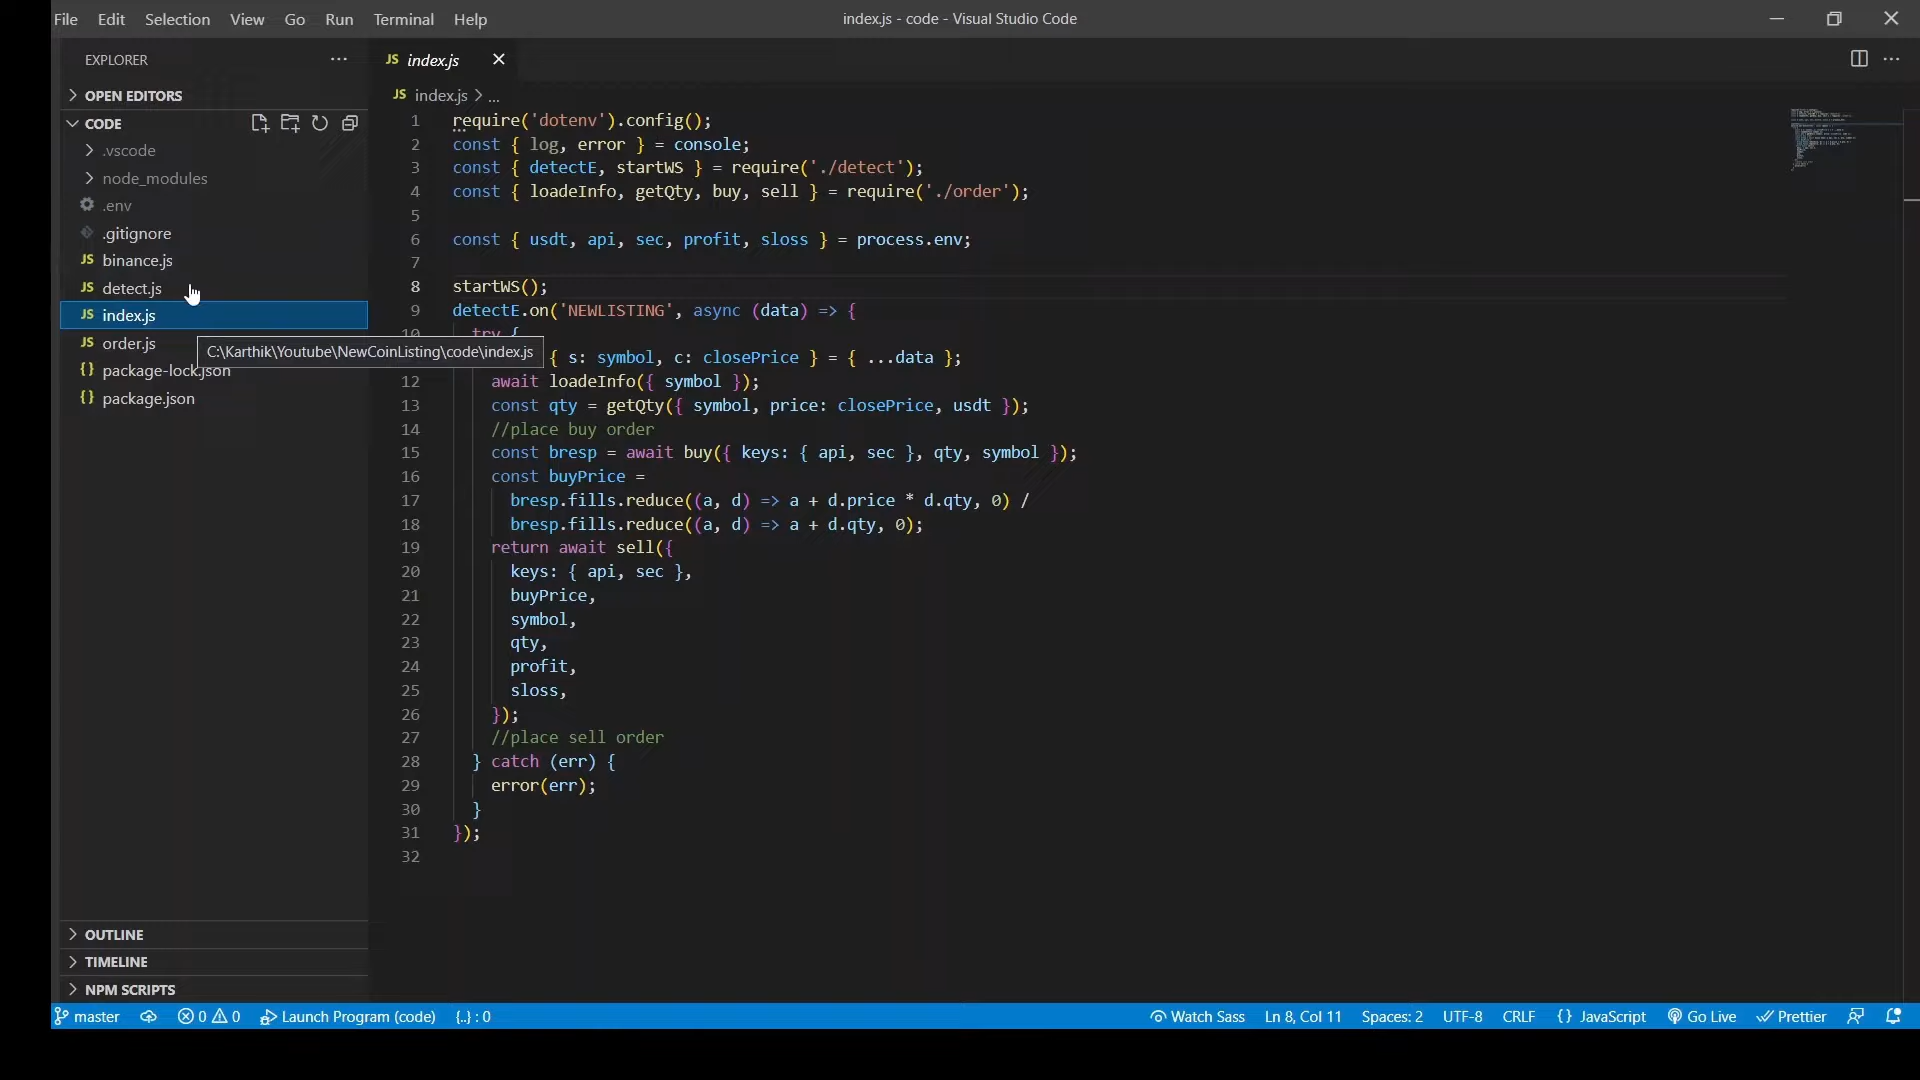 File Edit Selection View Go Run Terminal Help
index.js - code - Visual Studio Code
EXPLORER
OPEN EDITORS
CODE
.vscode
node_modules
.env
.gitignore
JS binance.js
JS detect.js
JS index.js
JS order.js
{} package-lock.json
{} package.json
C:\Karthik\Youtube\NewCoinListing\code\index.js
OUTLINE
TIMELINE
NPM SCRIPTS
JS index.js
JS index.js > ...
1 require('dotenv').config();
2 const { log, error } = console;
3 const { detectE, startWS } = require('./detect');
4 const { loadeInfo, getQty, buy, sell } = require('./order');
5
6 const { usdt, api, sec, profit, sloss } = process.env;
7
8 startWS();
9 detectE.on('NEWLISTING', async (data) => {
10 try {
{ s: symbol, c: closePrice } = { ...data };
12 await loadeInfo({ symbol });
13 const qty = getQty({ symbol, price: closePrice, usdt });
14 //place buy order
15 const bresp = await buy({ keys: { api, sec }, qty, symbol });
16 const buyPrice =
17 bresp.fills.reduce((a, d) => a + d.price * d.qty, 0) /
18 bresp.fills.reduce((a, d) => a + d.qty, 0);
19 return await sell({
20 keys: { api, sec },
21 buyPrice,
22 symbol,
23 qty,
24 profit,
25 sloss,
26 });
27 //place sell order
28 } catch (err) {
29 error(err);
30 }
31 });
32
master 0 0 Launch Program (code) {..} : 0 Watch Sass Ln 8, Col 11 Spaces: 2 UTF-8 CRLF {} JavaScript Go Live Prettier